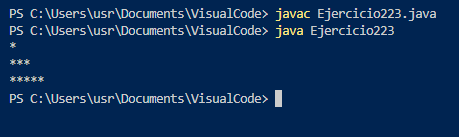 PS C:\Users\usr\Documents\VisualCode> javac Ejercicio223.java
PS C:\Users\usr\Documents\VisualCode> java Ejercicio223
*
***
*****
PS C:\Users\usr\Documents\VisualCode>